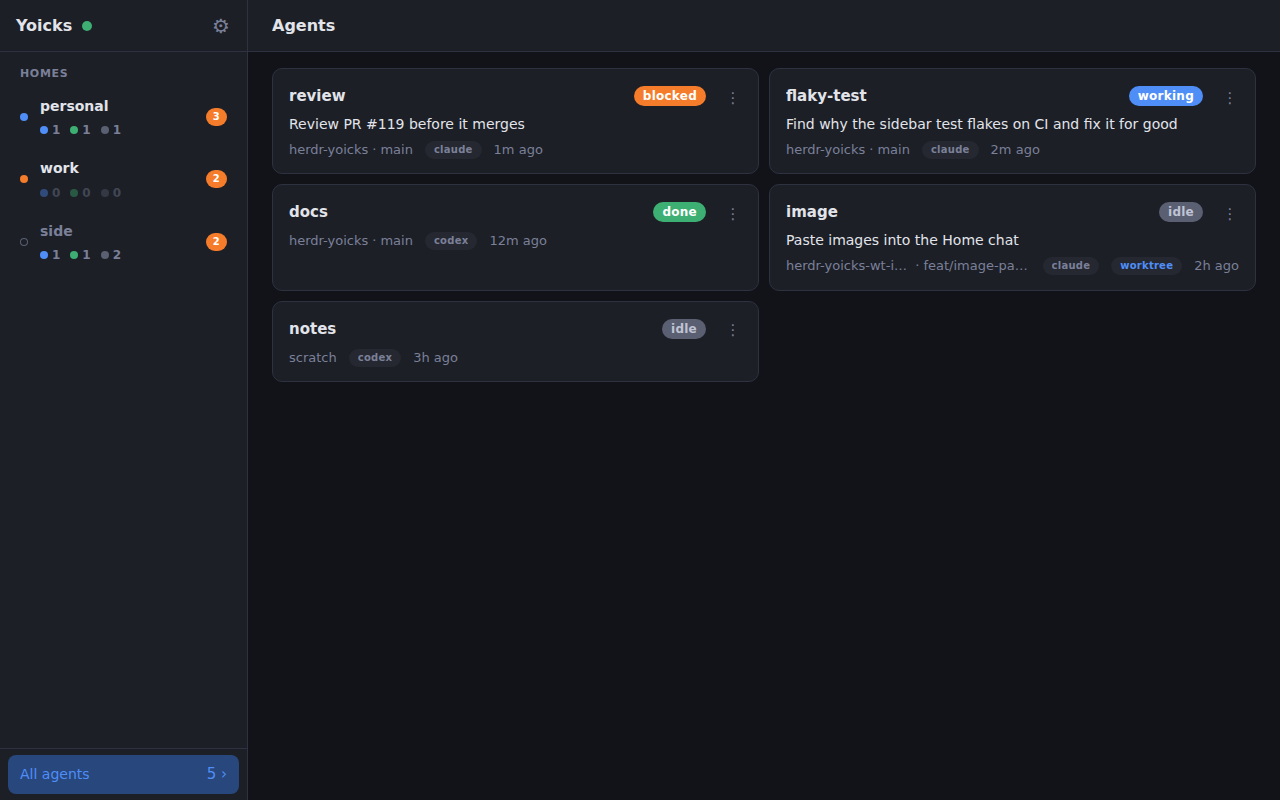 Yoicks
HOMES
personal
1 1 1
3
work
0 0 0
2
side
1 1 2
2
All agents 5 ›
Agents
review blocked
Review PR #119 before it merges
herdr-yoicks · main claude 1m ago
flaky-test working
Find why the sidebar test flakes on CI and fix it for good
herdr-yoicks · main claude 2m ago
docs done
herdr-yoicks · main codex 12m ago
image idle
Paste images into the Home chat
herdr-yoicks-wt-i… · feat/image-pa… claude worktree 2h ago
notes idle
scratch codex 3h ago